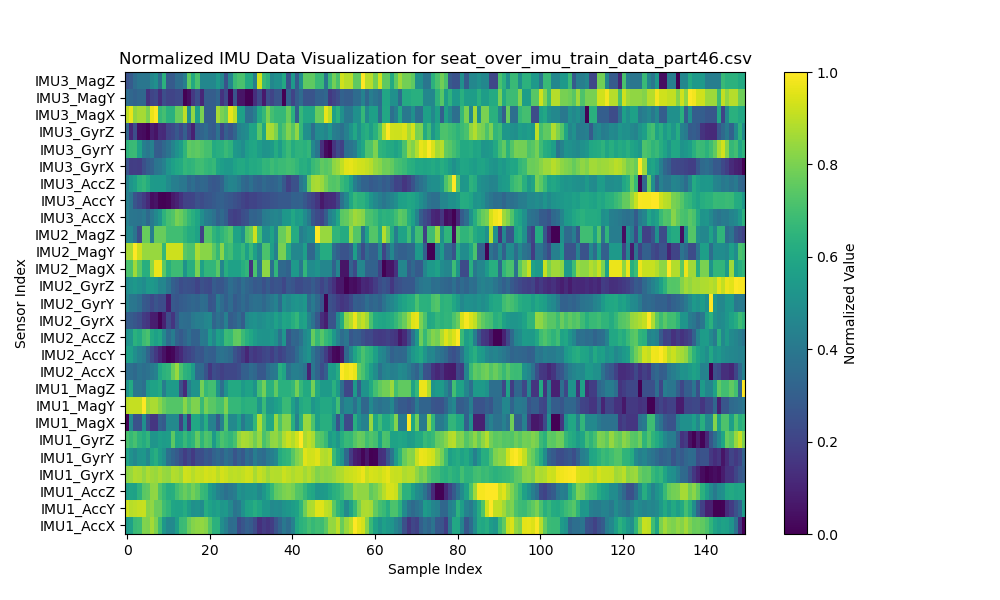 Normalized IMU Data Visualization for seat_over_imu_train_data_part46.csv
IMU3_MagZ
IMU3_MagY
IMU3_MagX
IMU3_GyrZ
IMU3_GyrY
IMU3_GyrX
IMU3_AccZ
IMU3_AccY
IMU3_AccX
IMU2_MagZ
IMU2_MagY
IMU2_MagX
IMU2_GyrZ
IMU2_GyrY
IMU2_GyrX
IMU2_AccZ
IMU2_AccY
IMU2_AccX
IMU1_MagZ
IMU1_MagY
IMU1_MagX
IMU1_GyrZ
IMU1_GyrY
IMU1_GyrX
IMU1_AccZ
IMU1_AccY
IMU1_AccX
Sensor Index
0 20 40 60 80 100 120 140
Sample Index
1.0
0.8
0.6
0.4
0.2
0.0
Normalized Value